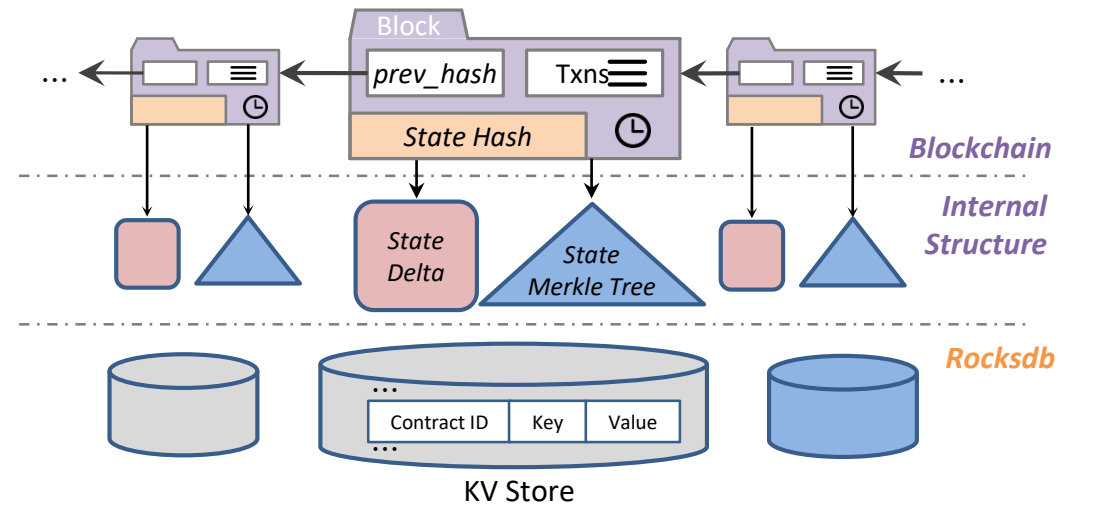 Block
...
prev_hash
Txns
...
State Hash
Blockchain
Internal
Structure
State
Delta
State
Merkle Tree
Rocksdb
...
Contract ID Key Value
...
KV Store